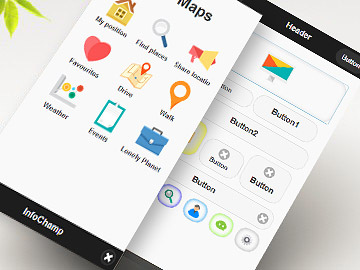 Maps
My position
Find places
Share locatio
Favourites
Drive
Walk
Weather
Events
Lonely Planet
InfoChamp
Header
Button
Button1
Button2
Button
Button
Button